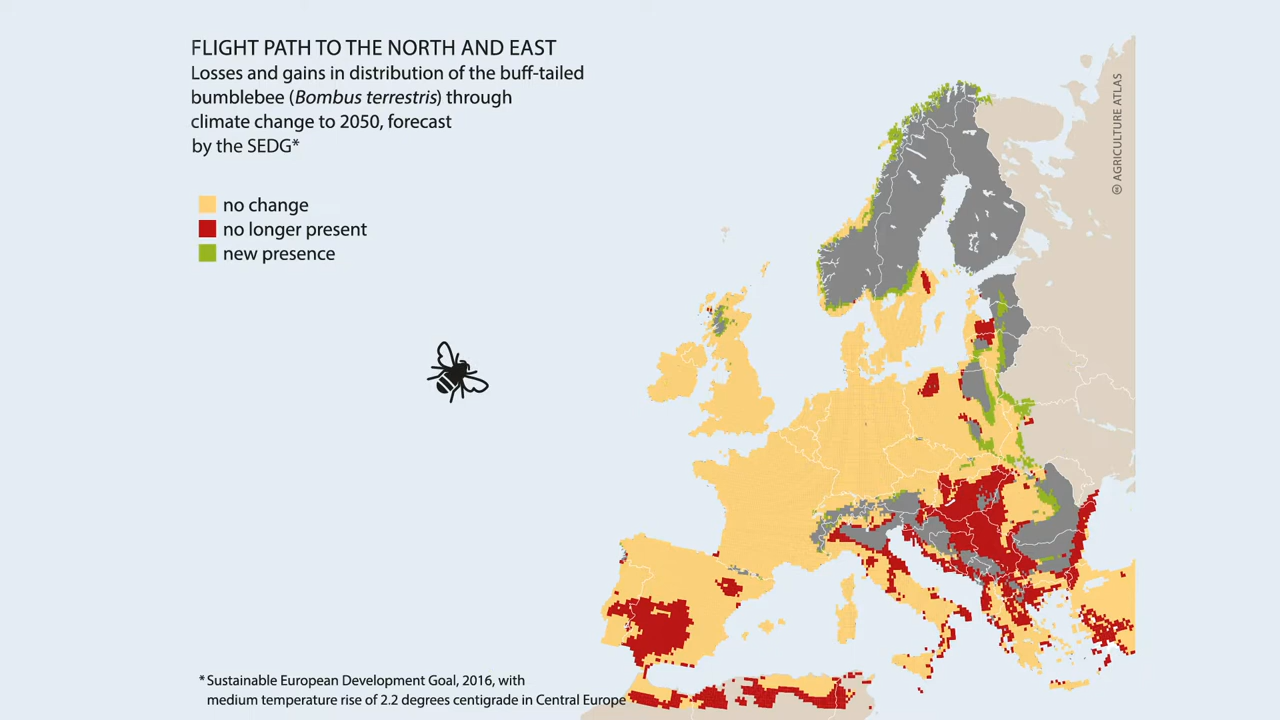 FLIGHT PATH TO THE NORTH AND EAST
Losses and gains in distribution of the buff-tailed
bumblebee (Bombus terrestris) through
climate change to 2050, forecast
by the SEDG*
no change
no longer present
new presence
* Sustainable European Development Goal, 2016, with
medium temperature rise of 2.2 degrees centigrade in Central Europe
AGRICULTURE ATLAS